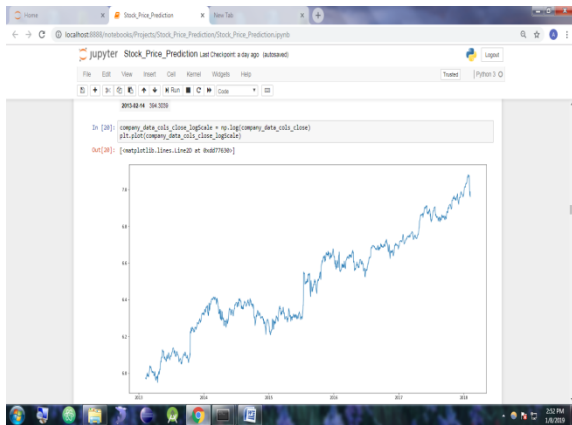 Home
Stock_Price_Prediction
New Tab
localhost:8888/notebooks/Projects/Stock_Price_Prediction/Stock_Price_Prediction.ipynb
jupyter Stock_Price_Prediction Last Checkpoint: a day ago (autosaved)
Logout
File Edit View Insert Cell Kernel Widgets Help
Trusted Python 3
Run Code
2013-02-14
In [20]: company_data_cols_close_logScale = np.log(company_data_cols_close)
plt.plot(company_data_cols_close_logScale)
Out[20]: [<matplotlib.lines.Line2D at 0xdd77630>]
7.0
6.8
6.6
6.4
6.2
6.0
2013 2014 2015 2016 2017 2018
2:52 PM
1/8/2019